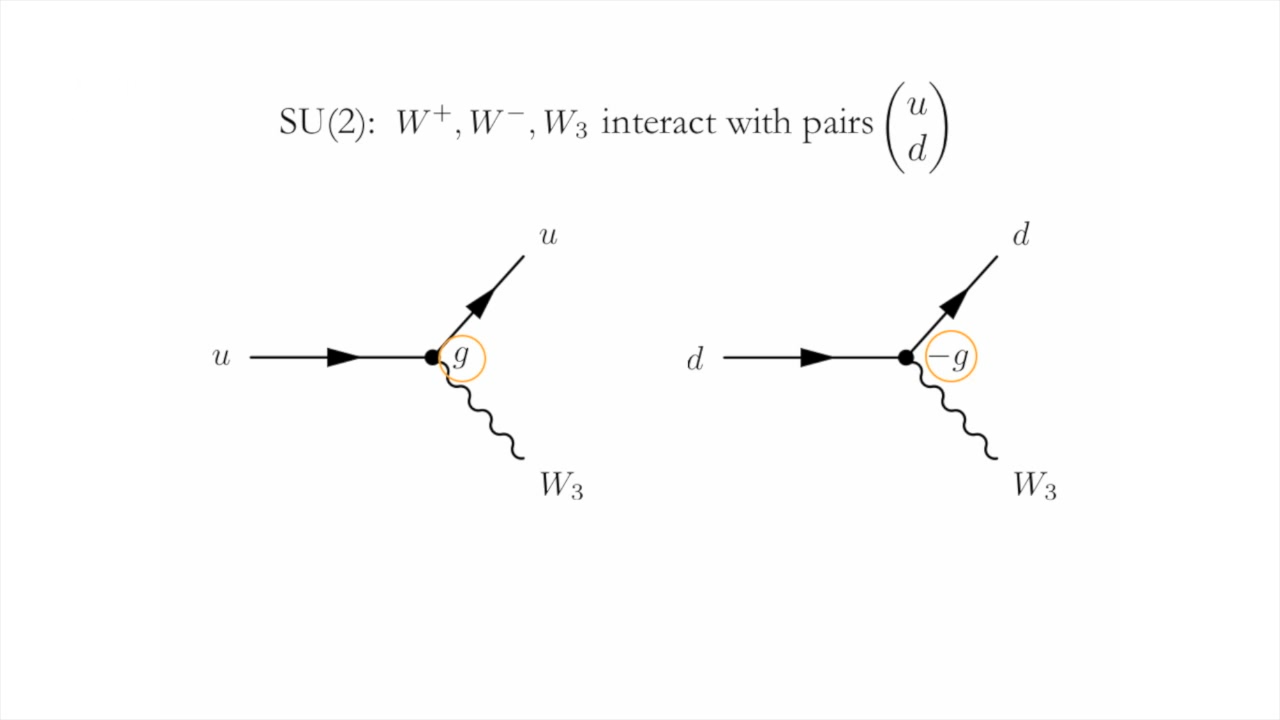 SU(2): W⁺, W⁻, W₃ interact with pairs (u d)
u
d
u
g
d
−g
W₃
W₃